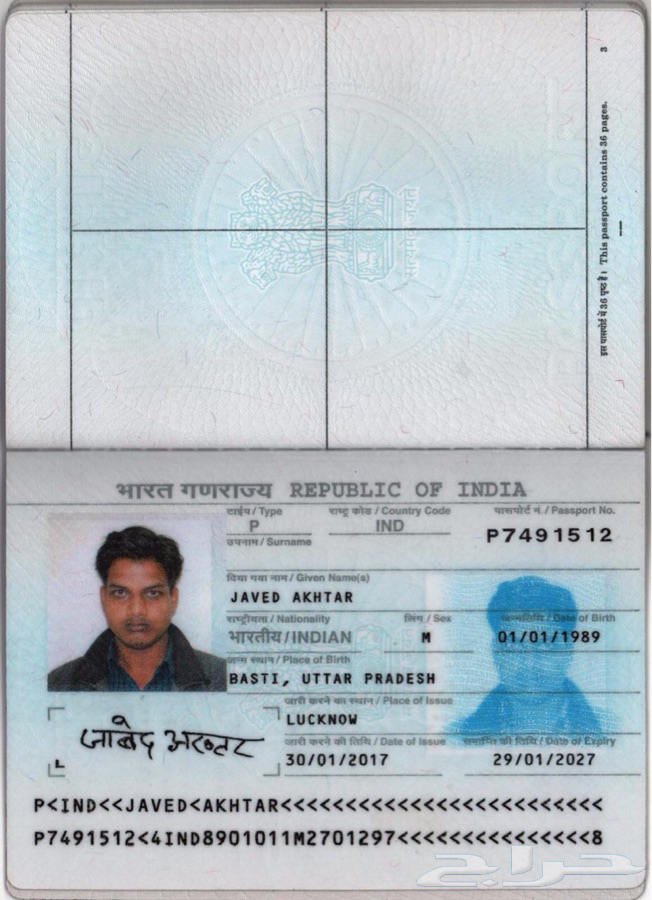 3
इस पासपोर्ट में 36 पृष्ठ हैं। This passport contains 36 pages.
सत्यमेव जयते
भारत गणराज्य REPUBLIC OF INDIA
टाईप / Type राष्ट्र कोड / Country Code पासपोर्ट नं. / Passport No.
P IND P7491512
उपनाम / Surname
दिया गया नाम / Given Name(s)
JAVED AKHTAR
राष्ट्रीयता / Nationality लिंग / Sex जन्मतिथि / Date of Birth
भारतीय/INDIAN M 01/01/1989
जन्म स्थान / Place of Birth
BASTI, UTTAR PRADESH
जारी करने का स्थान / Place of Issue
LUCKNOW
जावेद अख्तर
जारी करने की तिथि / Date of Issue समाप्ति की तिथि / Date of Expiry
30/01/2017 29/01/2027
P<IND<<JAVED<AKHTAR<<<<<<<<<<<<<<<<<<<<<<<<<
P7491512<4IND8901011M2701297<<<<<<<<<<<<<<<8
حراج